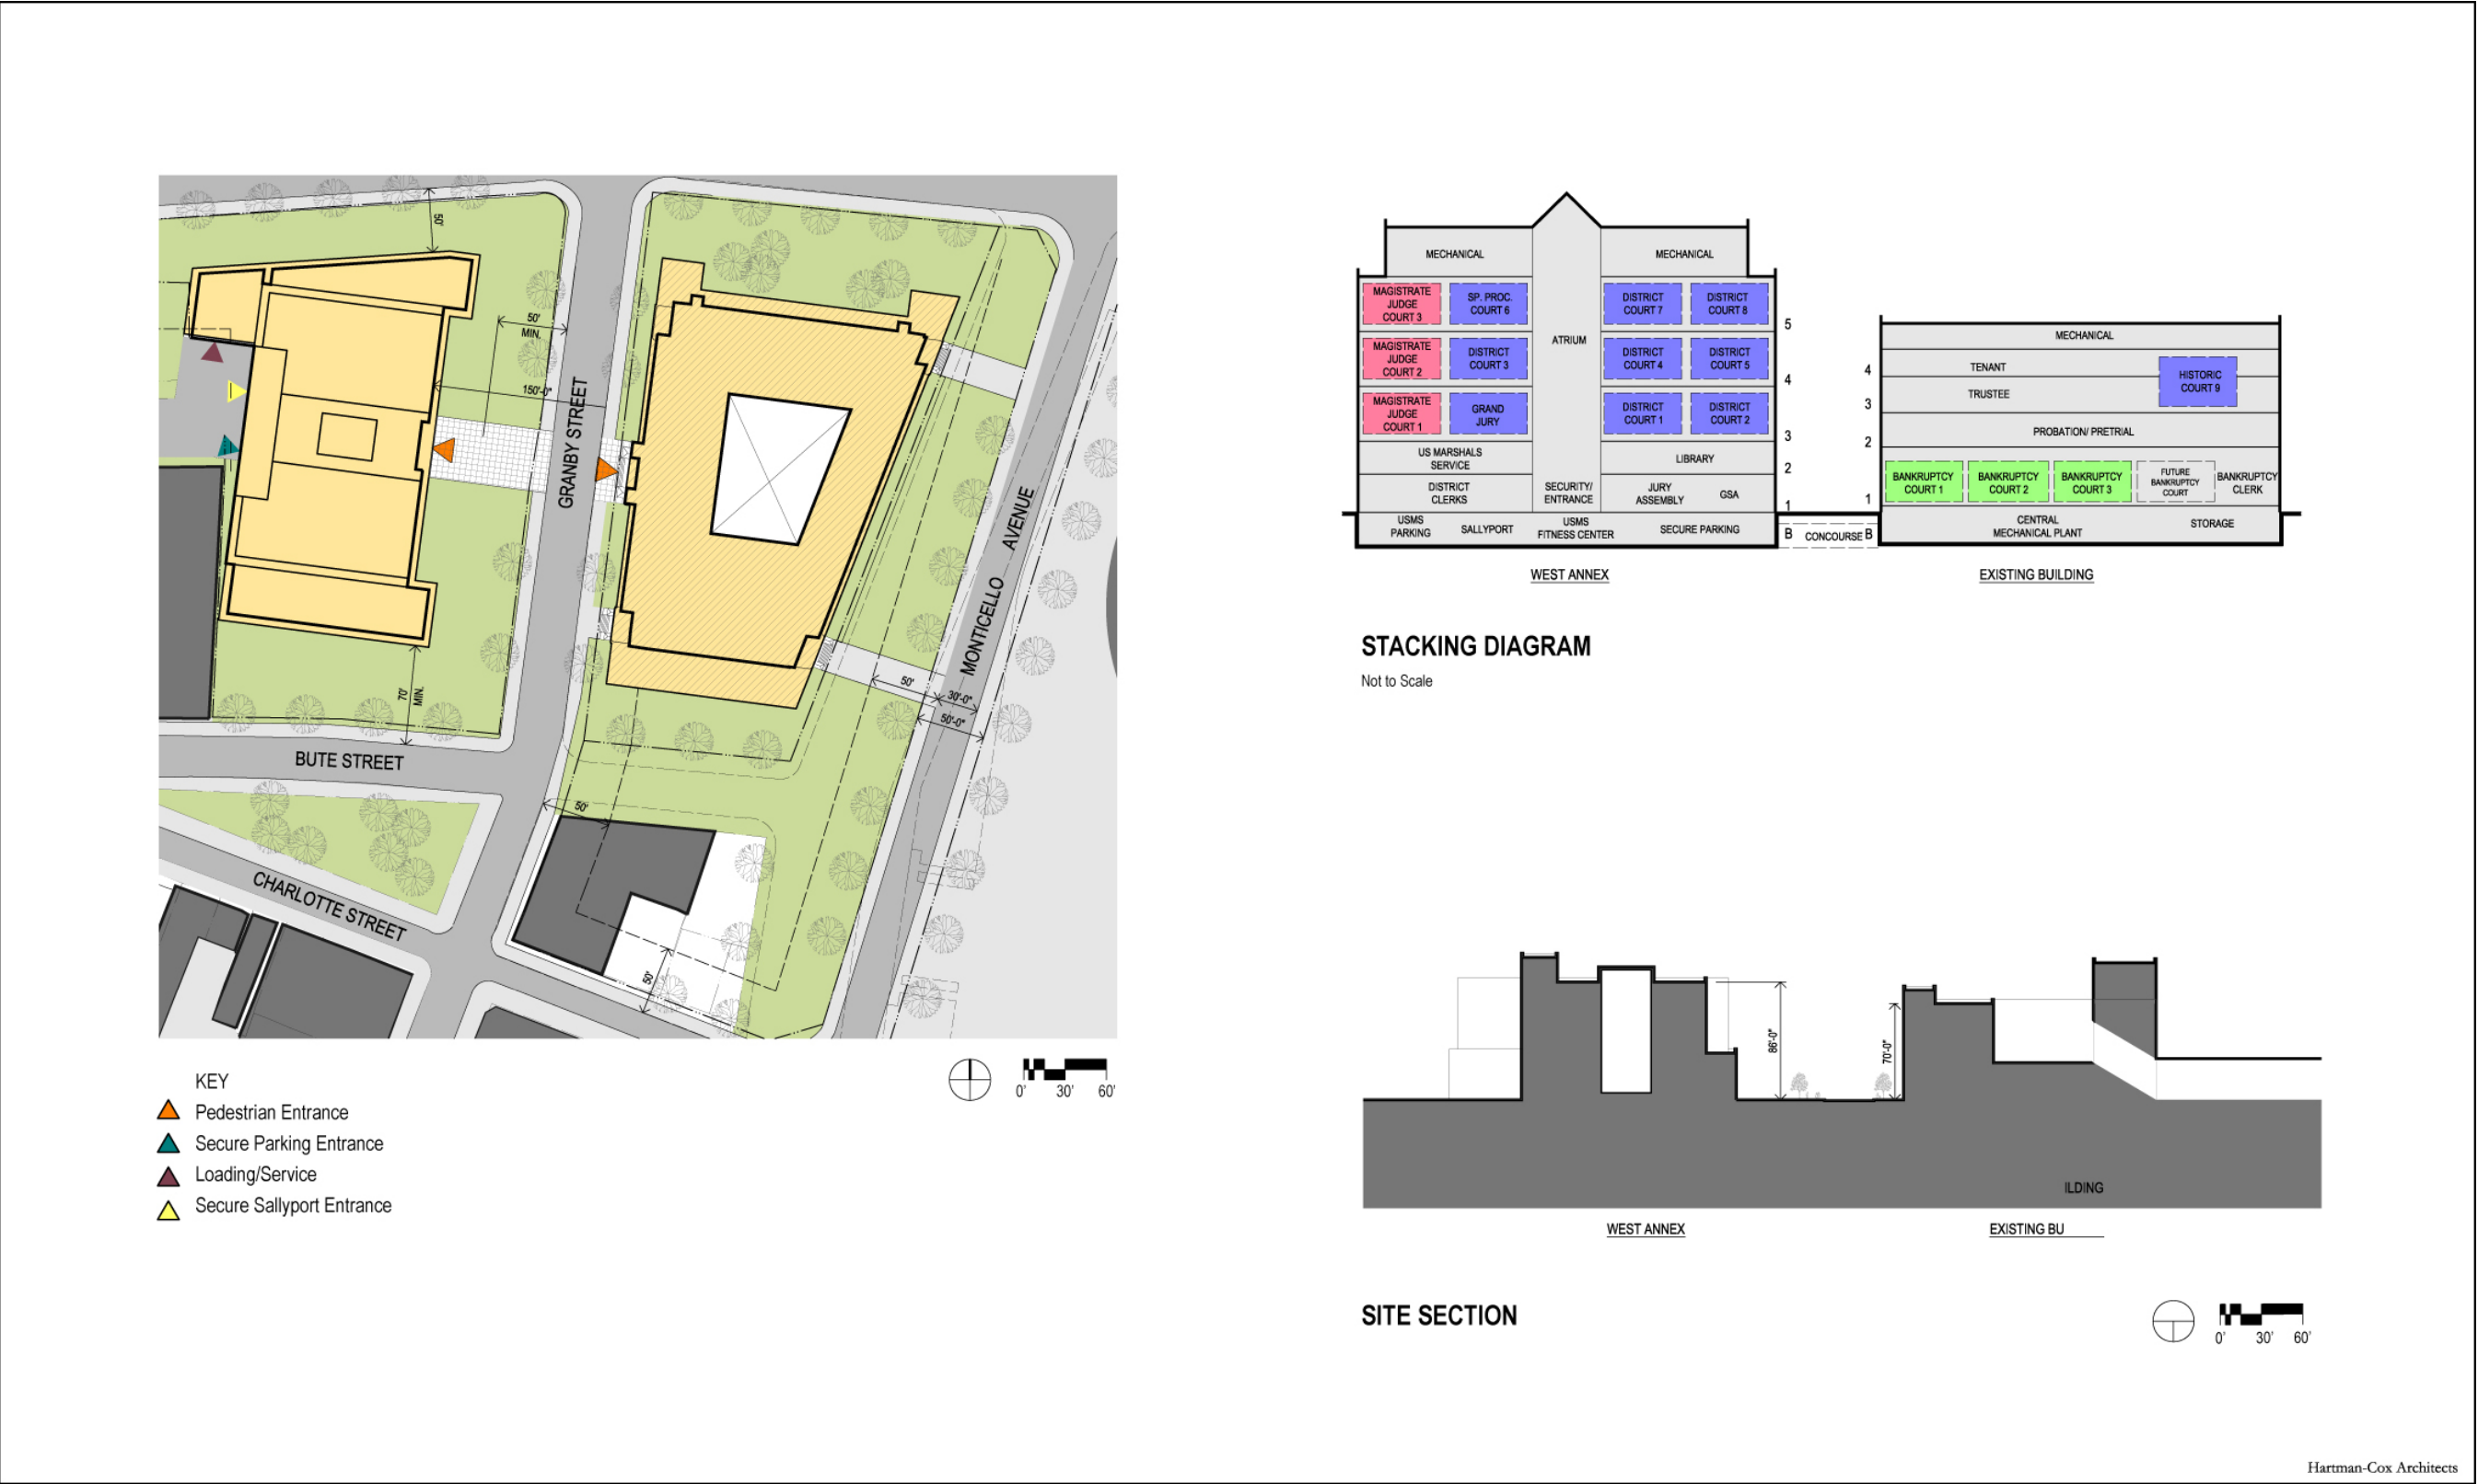 50'
50'
MIN.
150'-0"
GRANBY STREET
MONTICELLO AVENUE
70'
MIN.
50'
30'-0"
50'-0"
BUTE STREET
50'
CHARLOTTE STREET
50'
KEY
Pedestrian Entrance
Secure Parking Entrance
Loading/Service
Secure Sallyport Entrance
0' 30' 60'
MECHANICAL
MECHANICAL
MAGISTRATE
JUDGE
COURT 3
SP. PROC.
COURT 6
DISTRICT
COURT 7
DISTRICT
COURT 8
5
ATRIUM
MAGISTRATE
JUDGE
COURT 2
DISTRICT
COURT 3
DISTRICT
COURT 4
DISTRICT
COURT 5
4
MAGISTRATE
JUDGE
COURT 1
GRAND
JURY
DISTRICT
COURT 1
DISTRICT
COURT 2
3
US MARSHALS
SERVICE
LIBRARY
2
DISTRICT
CLERKS
SECURITY/
ENTRANCE
JURY
ASSEMBLY
GSA
1
USMS
PARKING
SALLYPORT
USMS
FITNESS CENTER
SECURE PARKING
B
CONCOURSE
B
MECHANICAL
4
TENANT
HISTORIC
COURT 9
3
TRUSTEE
2
PROBATION/ PRETRIAL
1
BANKRUPTCY
COURT 1
BANKRUPTCY
COURT 2
BANKRUPTCY
COURT 3
FUTURE
BANKRUPTCY
COURT
BANKRUPTCY
CLERK
CENTRAL
MECHANICAL PLANT
STORAGE
WEST ANNEX
EXISTING BUILDING
STACKING DIAGRAM
Not to Scale
86'-0"
70'-0"
ILDING
WEST ANNEX
EXISTING BU
SITE SECTION
0' 30' 60'
Hartman-Cox Architects